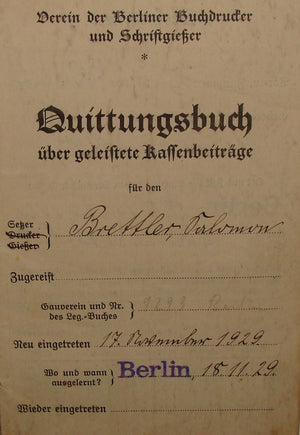 Verein der Berliner Buchdrucker
und Schriftgießer
*
Quittungsbuch
über geleistete Kassenbeiträge
für den
Setzer
Drucker
Gießer
Brettler, Salomon
Zugereist
Gauverein und Nr.
des Leg.-Buches
Neu eingetreten 17. November 1929
Wo und wann
ausgelernt?
Berlin, 18.11.29.
Wieder eingetreten